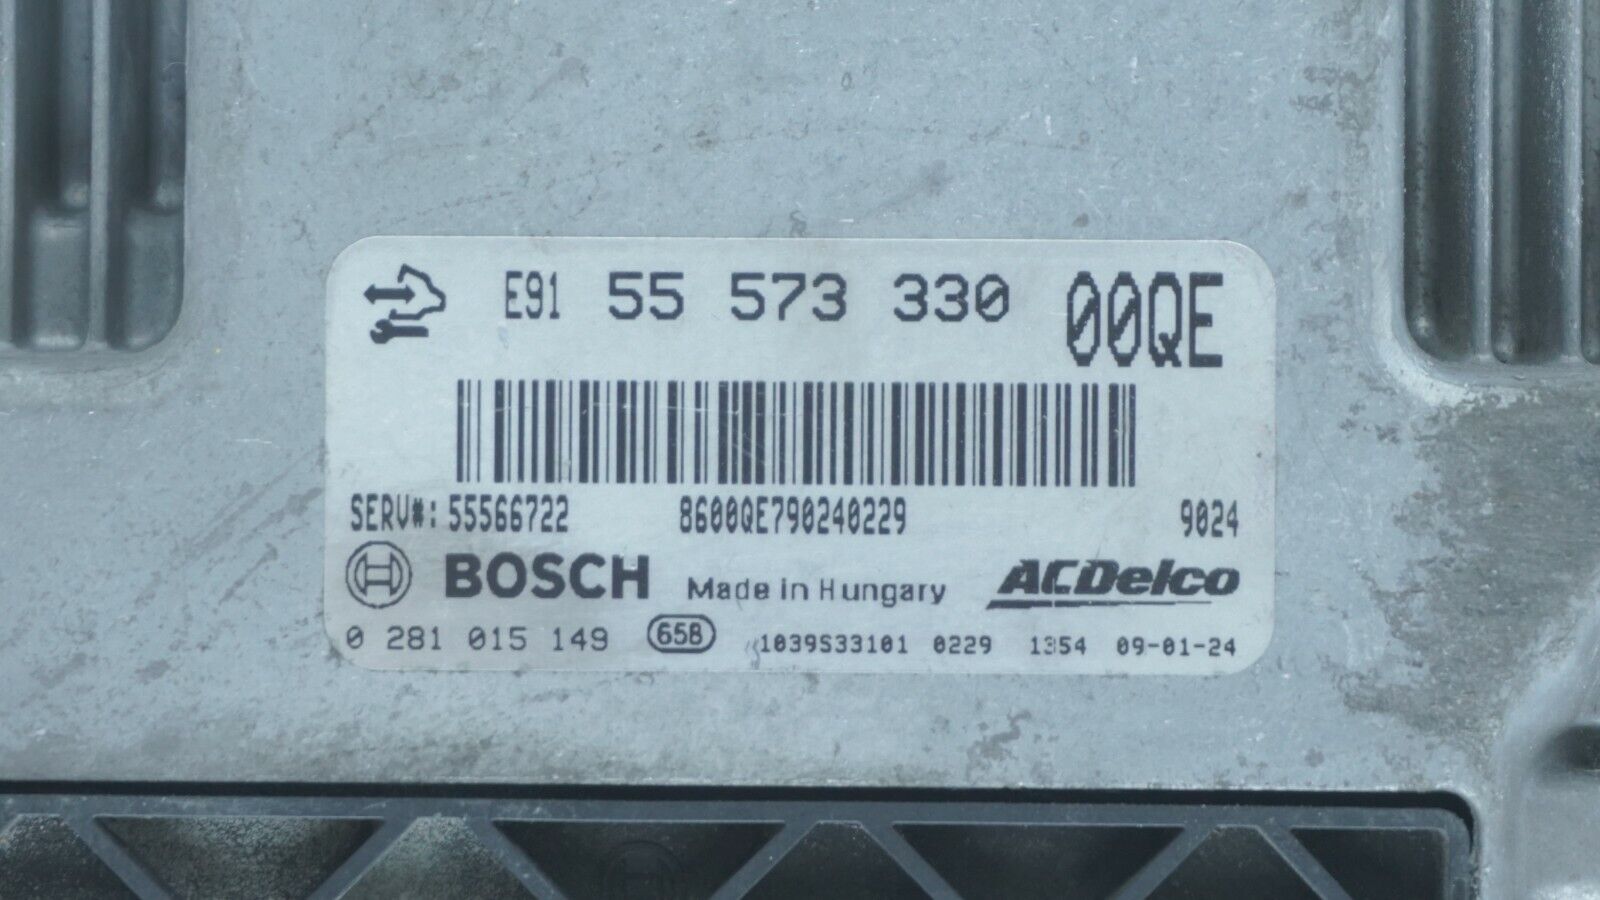 E91 55 573 330 00QE
SERV#: 55566722 8600QE790240229 9024
BOSCH Made in Hungary ACDelco
0 281 015 149 65B 1039S33101 0229 1354 09-01-24